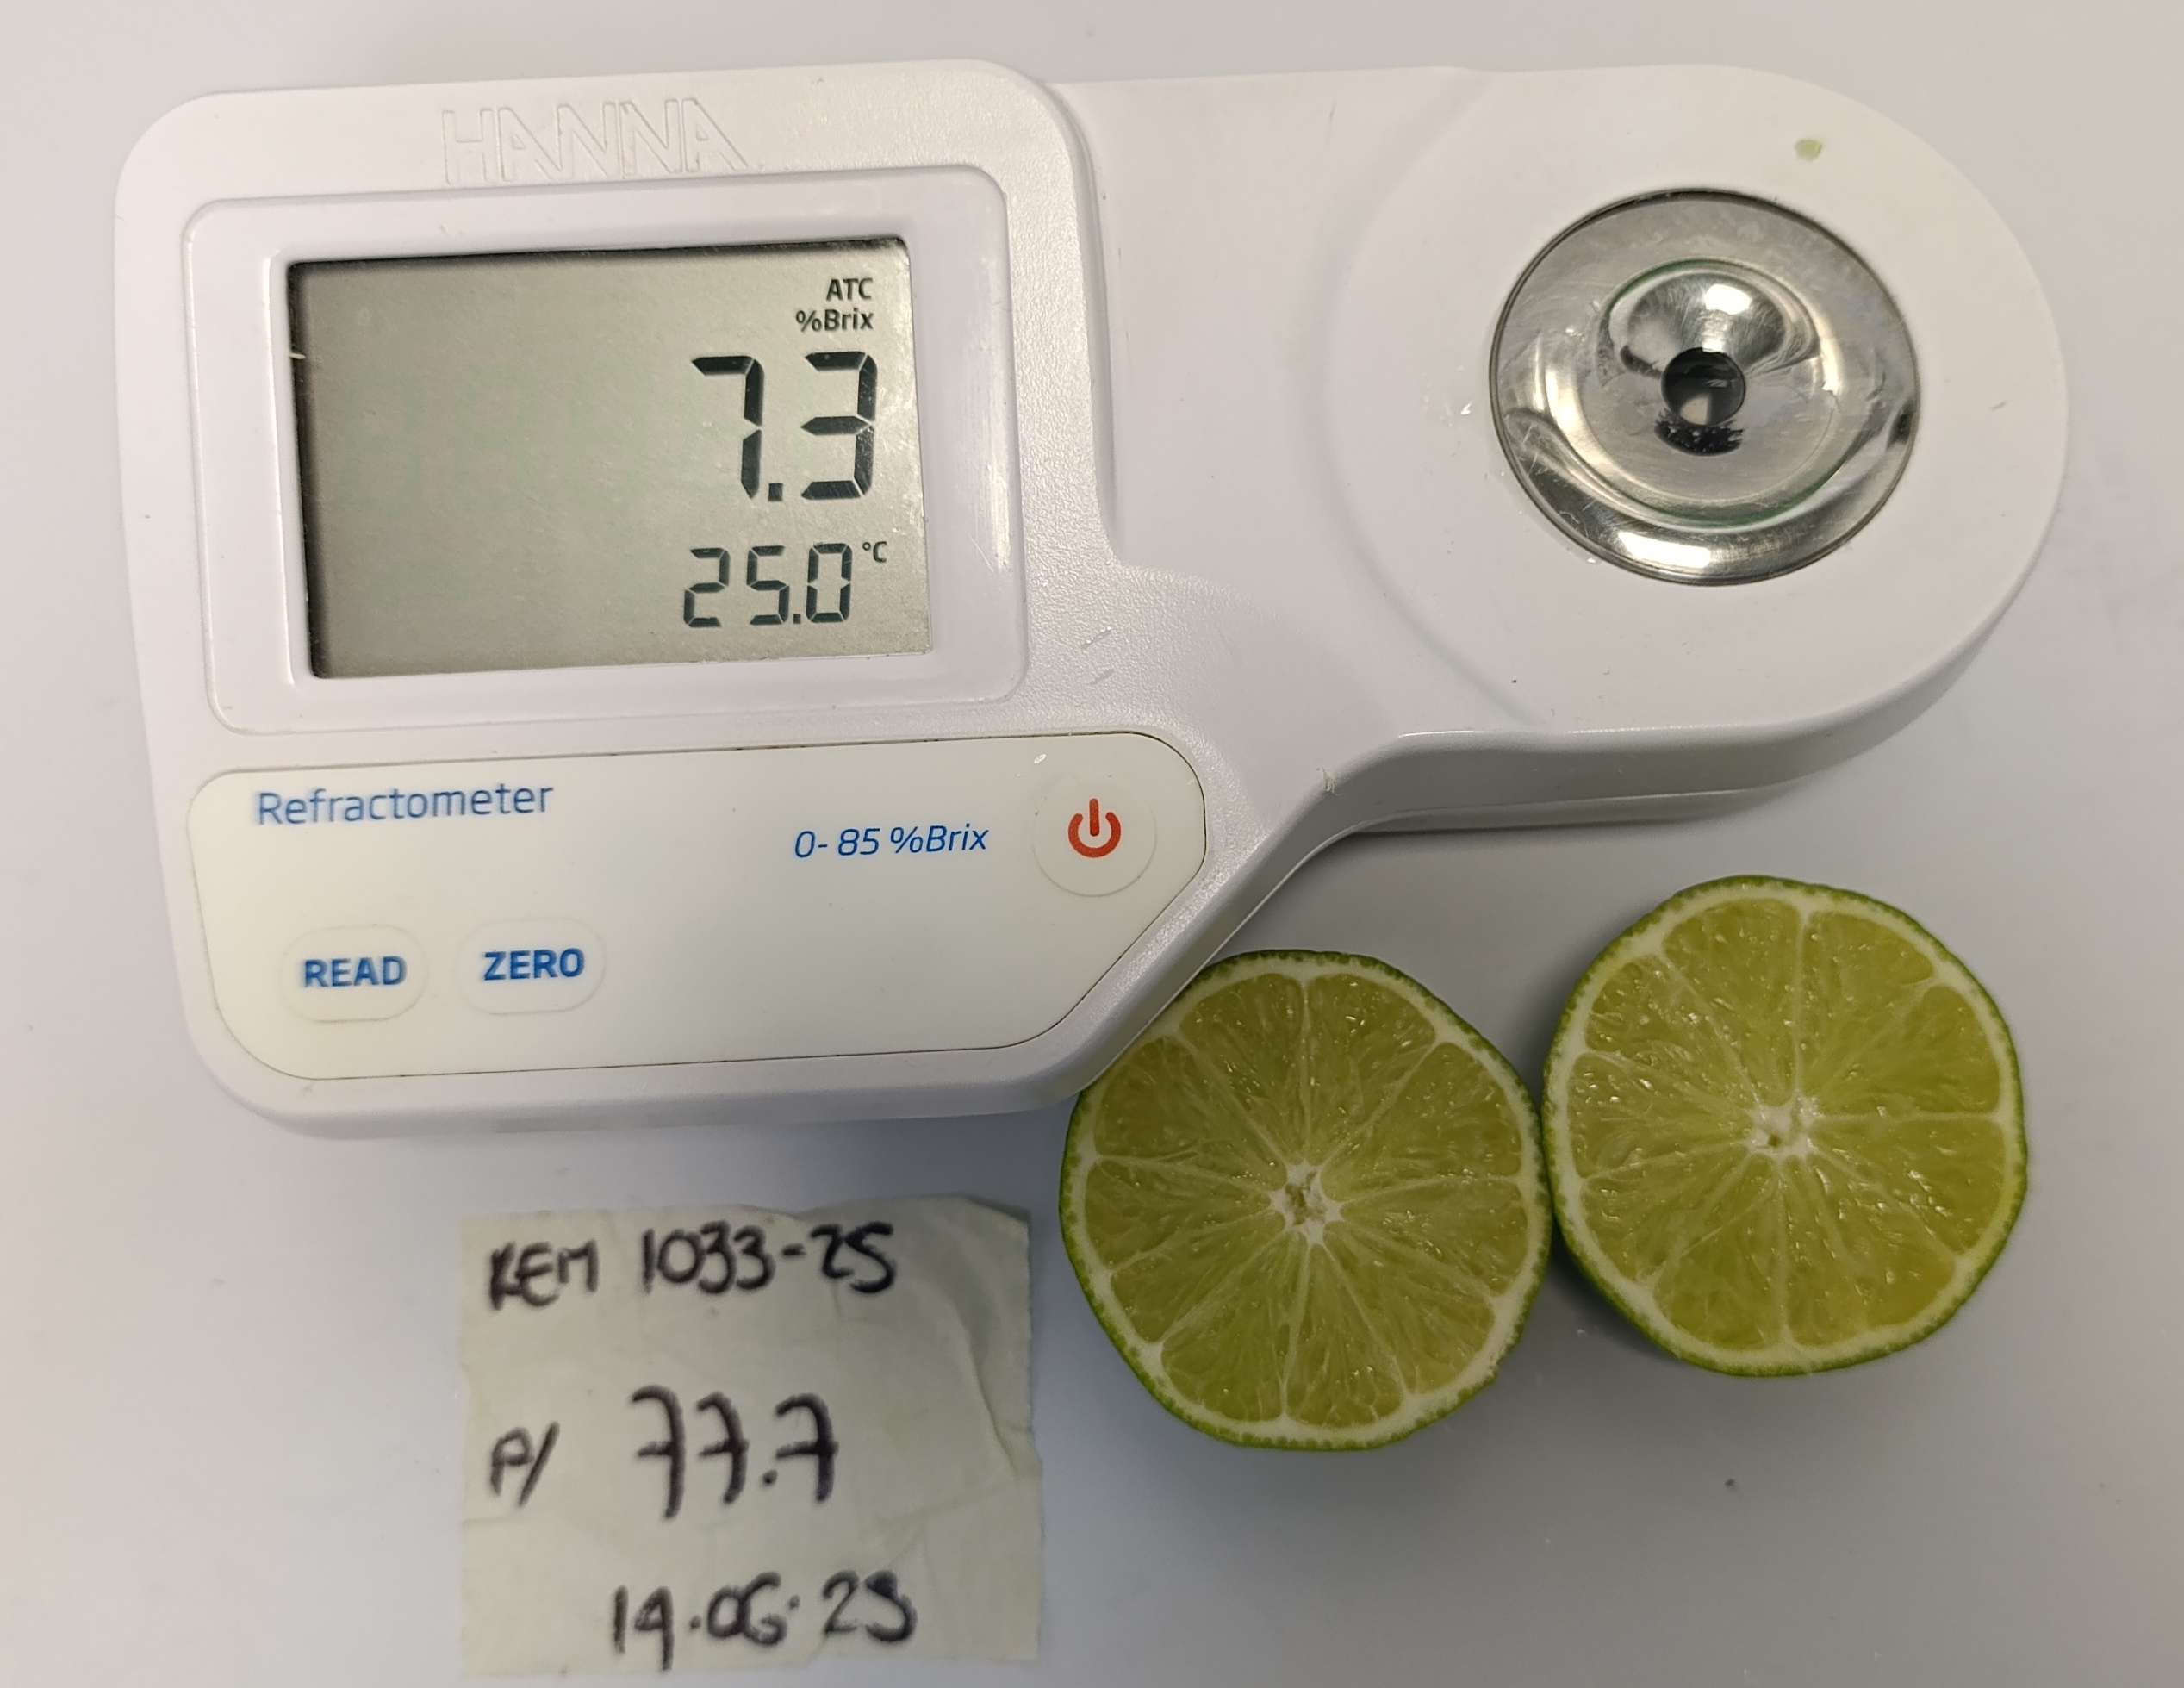 HANNA
ATC
%Brix
7.3
25.0 °C
Refractometer
0- 85 %Brix
READ ZERO
REM 1033-25
P/ 77.7
19.06.25